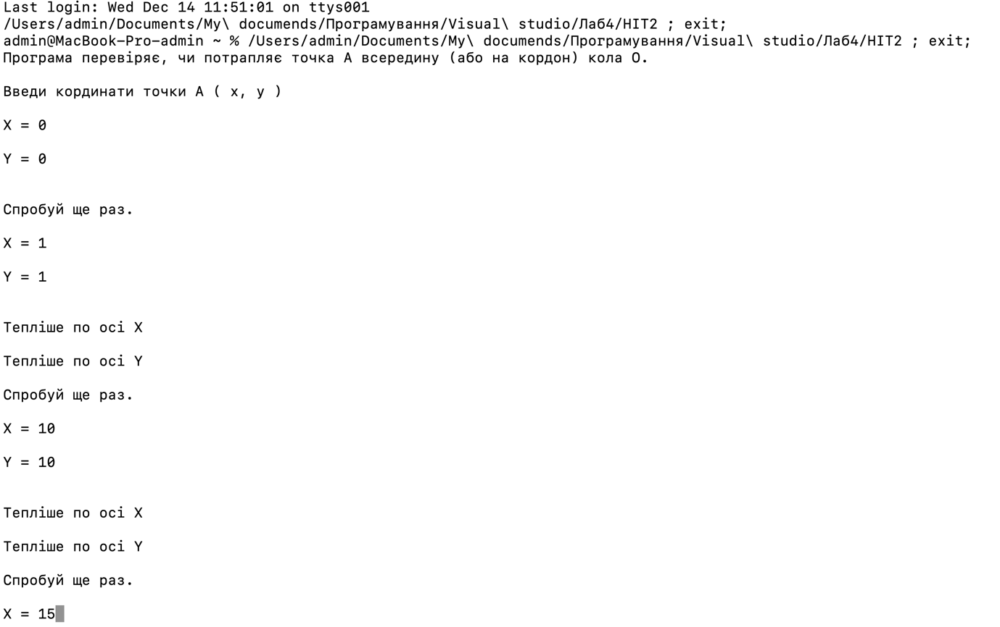 Last login: Wed Dec 14 11:51:01 on ttys001
/Users/admin/Documents/My\ documends/Програмування/Visual\ studio/Лаб4/HIT2 ; exit;
admin@MacBook-Pro-admin ~ % /Users/admin/Documents/My\ documends/Програмування/Visual\ studio/Лаб4/HIT2 ; exit;
Програма перевіряє, чи потрапляє точка А всередину (або на кордон) кола О.
Введи кординати точки А ( x, y )
X = 0
Y = 0
Спробуй ще раз.
X = 1
Y = 1
Тепліше по осі X
Тепліше по осі Y
Спробуй ще раз.
X = 10
Y = 10
Тепліше по осі X
Тепліше по осі Y
Спробуй ще раз.
X = 15